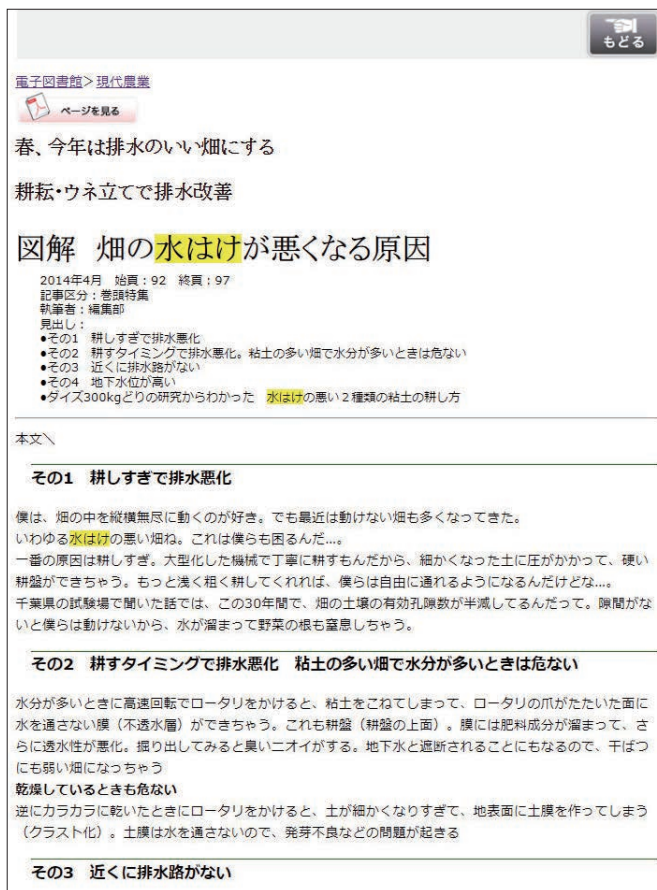 もどる
電子図書館>現代農業
ページを見る
春、今年は排水のいい畑にする
耕耘・ウネ立てで排水改善
図解 畑の水はけが悪くなる原因
2014年4月 始頁：92 終頁：97
記事区分：巻頭特集
執筆者：編集部
見出し：
●その1 耕しすぎで排水悪化
●その2 耕すタイミングで排水悪化。粘土の多い畑で水分が多いときは危ない
●その3 近くに排水路がない
●その4 地下水位が高い
●ダイズ300kgどりの研究からわかった 水はけの悪い２種類の粘土の耕し方
本文＼
その1 耕しすぎで排水悪化
僕は、畑の中を縦横無尽に動くのが好き。でも最近は動けない畑も多くなってきた。
いわゆる水はけの悪い畑ね。これは僕らも困るんだ…。
一番の原因は耕しすぎ。大型化した機械で丁寧に耕すもんだから、細かくなった土に圧がかかって、硬い
耕盤ができちゃう。もっと浅く粗く耕してくれれば、僕らは自由に通れるようになるんだけどな…。
千葉県の試験場で聞いた話では、この30年間で、畑の土壌の有効孔隙数が半減してるんだって。隙間がな
いと僕らは動けないから、水が溜まって野菜の根も窒息しちゃう。
その2 耕すタイミングで排水悪化 粘土の多い畑で水分が多いときは危ない
水分が多いときに高速回転でロータリをかけると、粘土をこねてしまって、ロータリの爪がたたいた面に
水を通さない膜（不透水層）ができちゃう。これも耕盤（耕盤の上面）。膜には肥料成分が溜まって、さ
らに透水性が悪化。掘り出してみると臭いニオイがする。地下水と遮断されることにもなるので、干ばつ
にも弱い畑になっちゃう
乾燥しているときも危ない
逆にカラカラに乾いたときにロータリをかけると、土が細かくなりすぎて、地表面に土膜を作ってしまう
（クラスト化）。土膜は水を通さないので、発芽不良などの問題が起きる
その3 近くに排水路がない